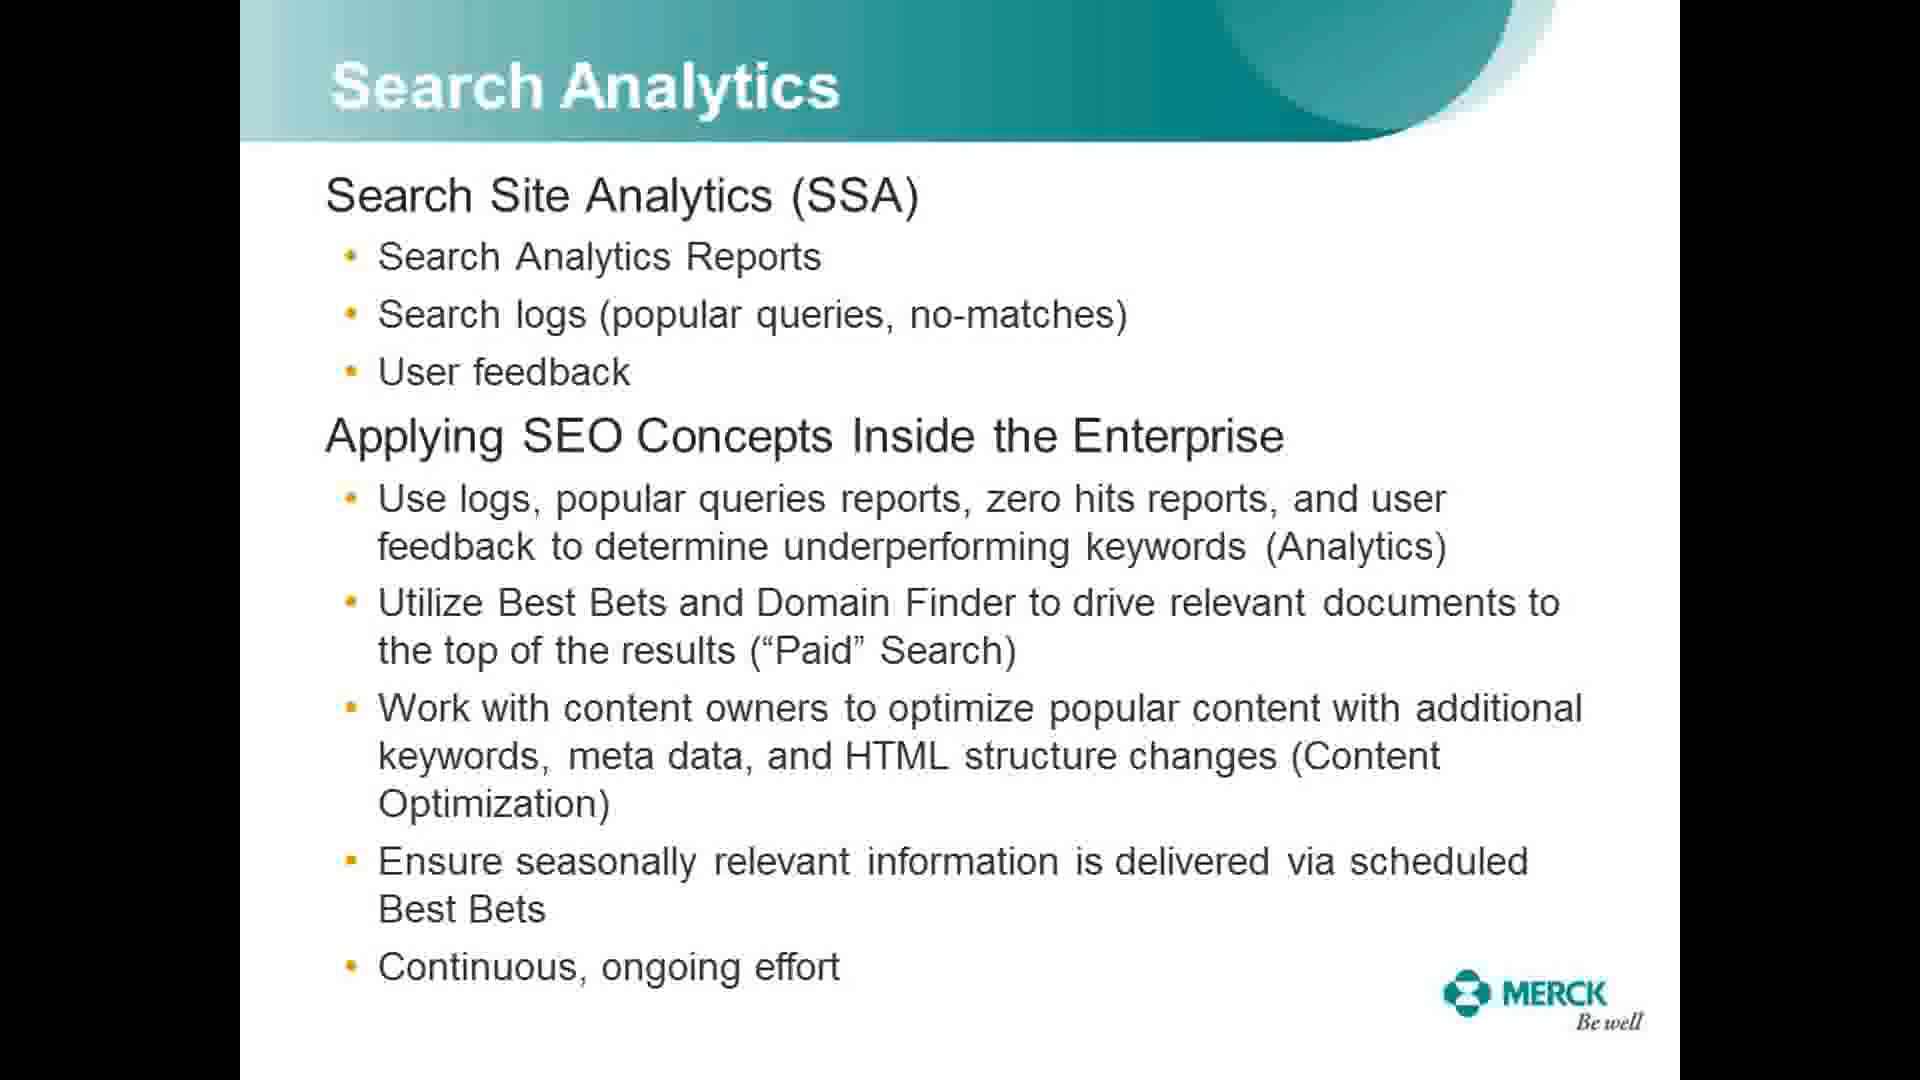 Search Analytics
Search Site Analytics (SSA)
• Search Analytics Reports
• Search logs (popular queries, no-matches)
• User feedback
Applying SEO Concepts Inside the Enterprise
• Use logs, popular queries reports, zero hits reports, and user
feedback to determine underperforming keywords (Analytics)
• Utilize Best Bets and Domain Finder to drive relevant documents to
the top of the results (“Paid” Search)
• Work with content owners to optimize popular content with additional
keywords, meta data, and HTML structure changes (Content
Optimization)
• Ensure seasonally relevant information is delivered via scheduled
Best Bets
• Continuous, ongoing effort
MERCK
Be well